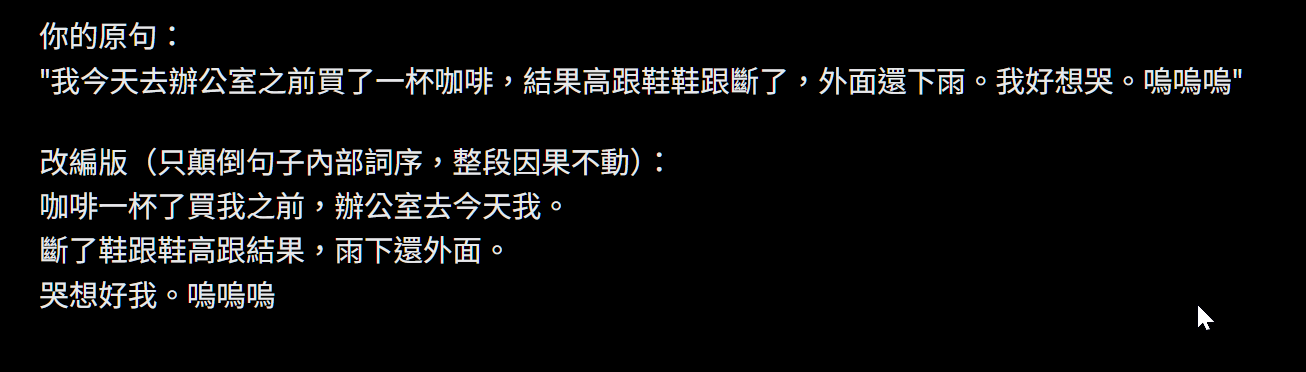 你的原句：
"我今天去辦公室之前買了一杯咖啡，結果高跟鞋鞋跟斷了，外面還下雨。我好想哭。嗚嗚嗚"
改編版（只顛倒句子內部詞序，整段因果不動）：
咖啡一杯了買我之前，辦公室去今天我。
斷了鞋跟鞋高跟結果，雨下還外面。
哭想好我。嗚嗚嗚